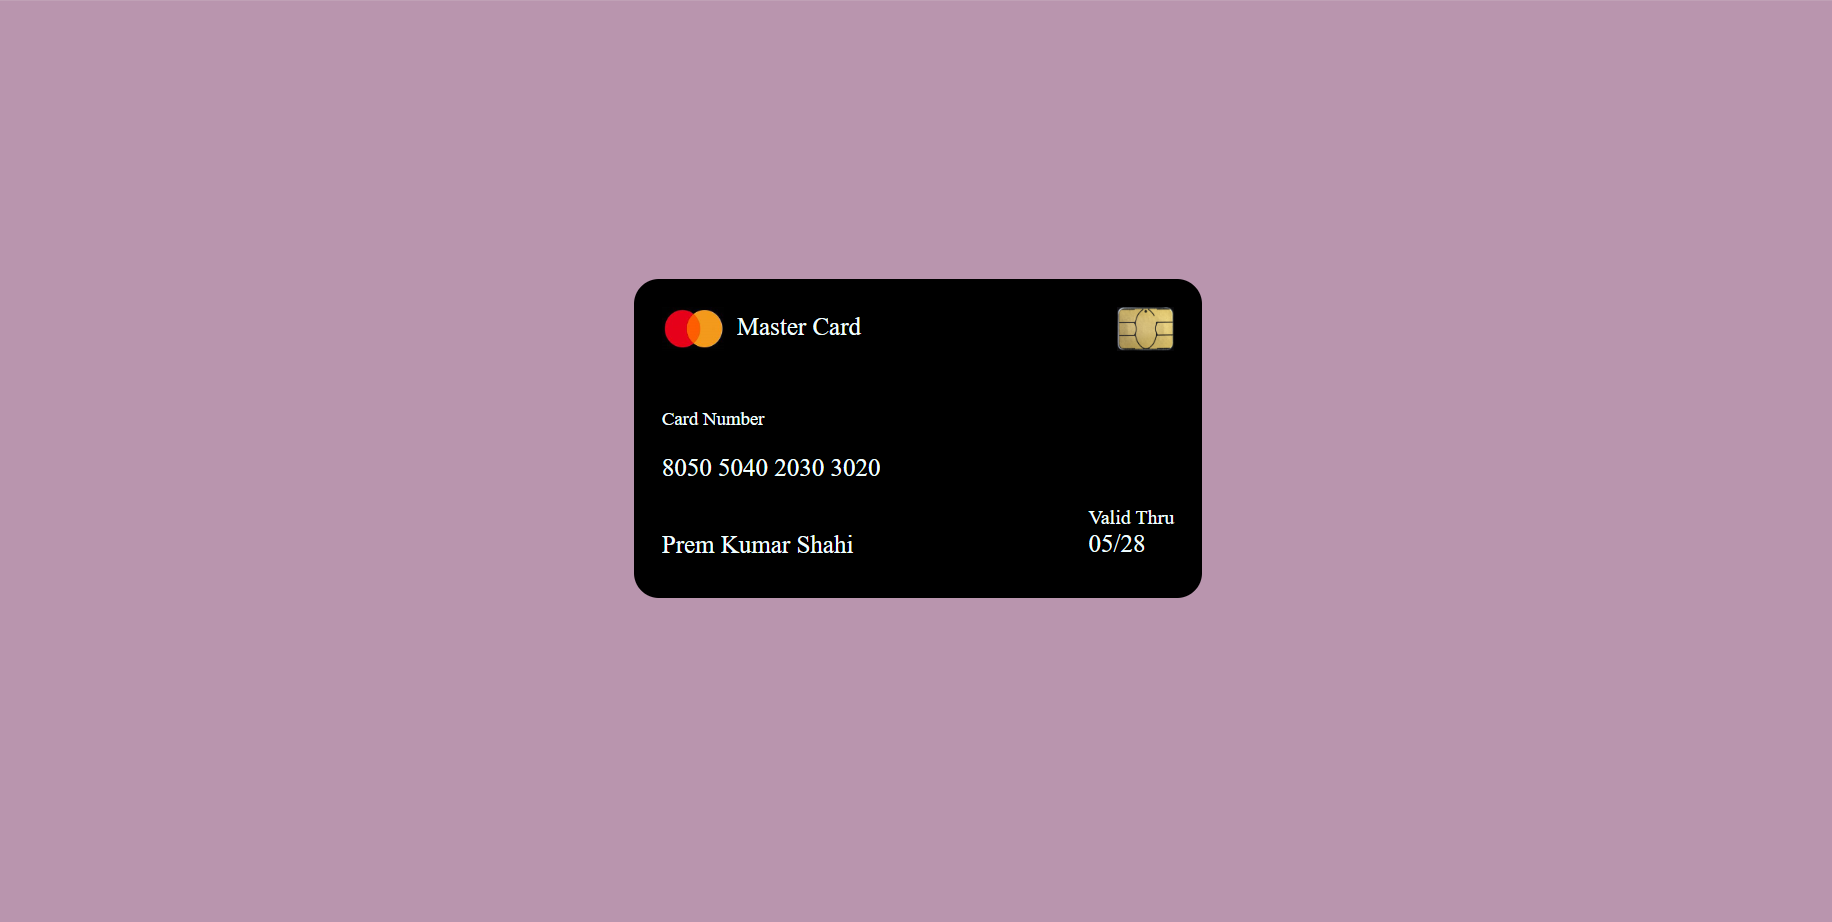 Master Card
Card Number
8050 5040 2030 3020
Valid Thru
Prem Kumar Shahi
05/28